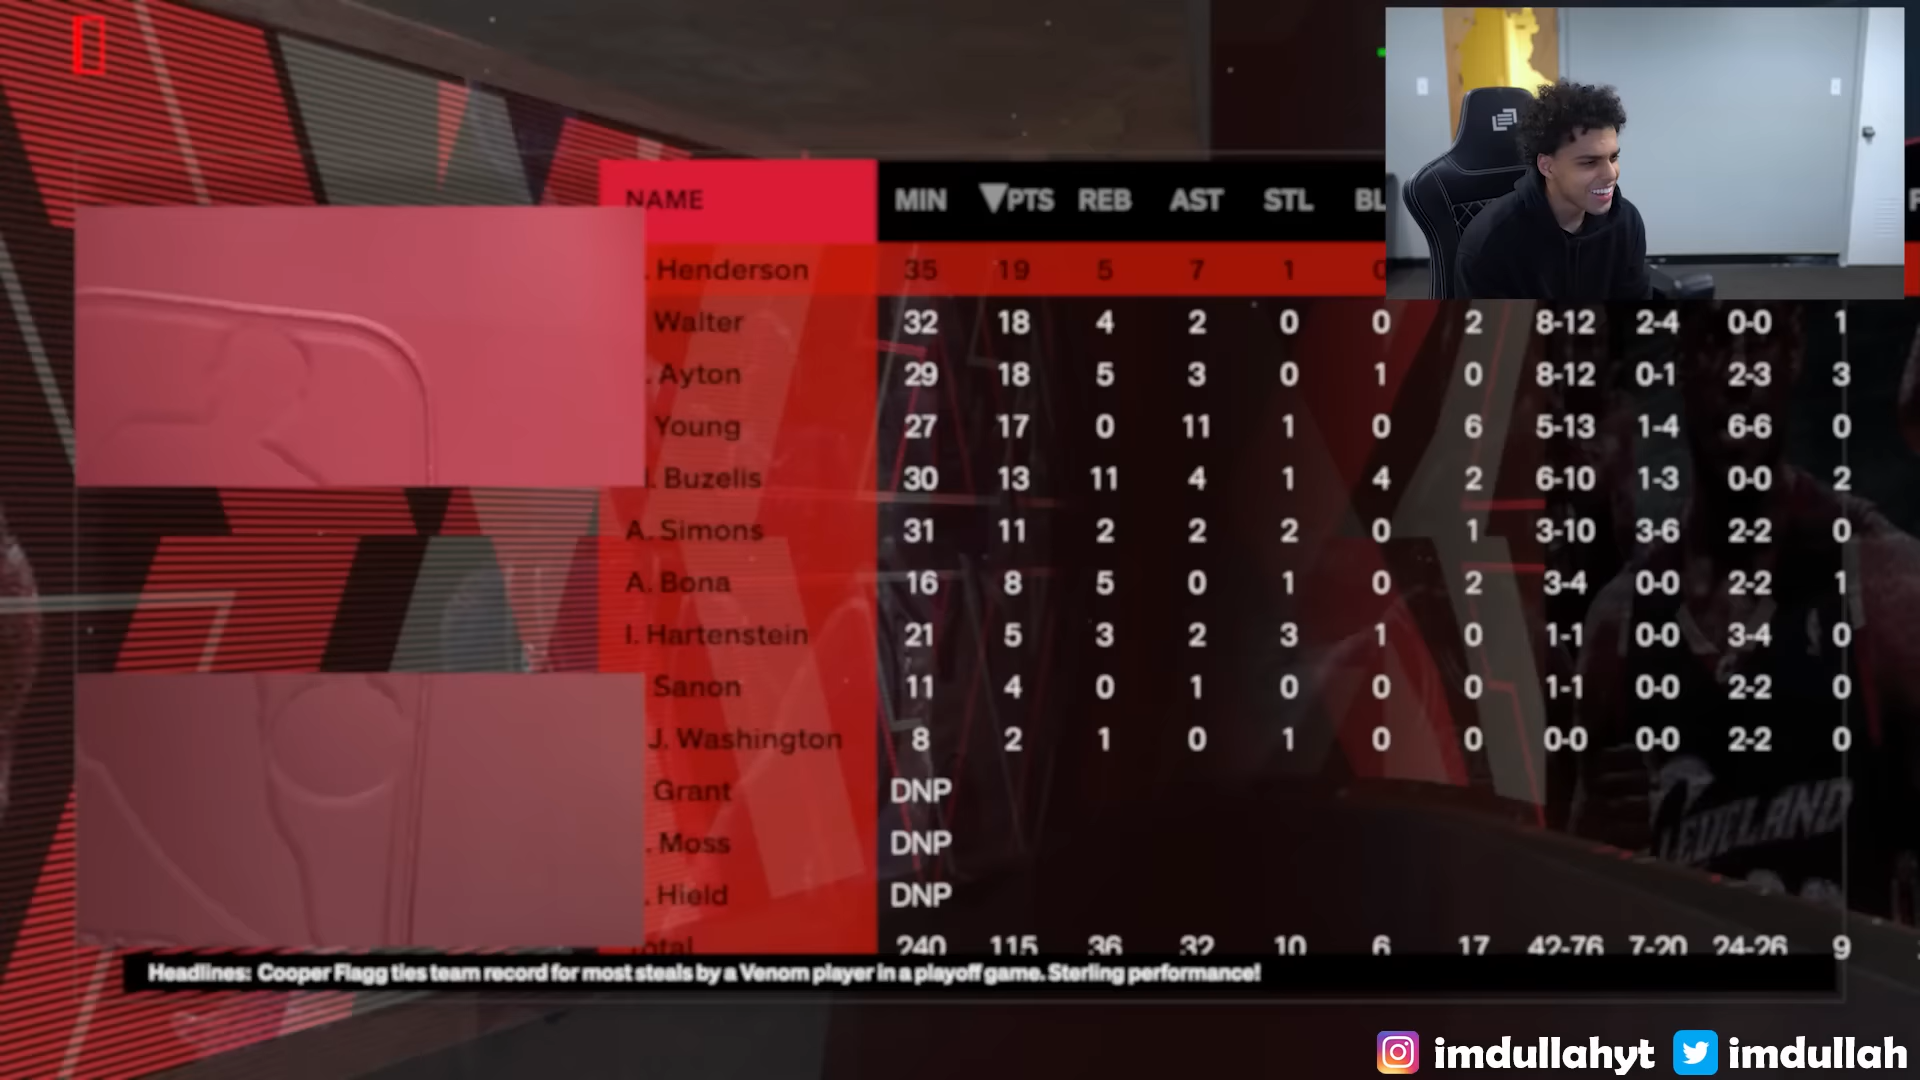 NAME MIN ▼PTS REB AST STL BL
. Henderson 35 19 5 7 1 0
Walter 32 18 4 2 0 0 2 8-12 2-4 0-0 1
. Ayton 29 18 5 3 0 1 0 8-12 0-1 2-3 3
Young 27 17 0 11 1 0 6 5-13 1-4 6-6 0
. Buzelis 30 13 11 4 1 4 2 6-10 1-3 0-0 2
A. Simons 31 11 2 2 2 0 1 3-10 3-6 2-2 0
A. Bona 16 8 5 0 1 0 2 3-4 0-0 2-2 1
I. Hartenstein 21 5 3 2 3 1 0 1-1 0-0 3-4 0
Sanon 11 4 0 1 0 0 0 1-1 0-0 2-2 0
J. Washington 8 2 1 0 1 0 0 0-0 0-0 2-2 0
Grant DNP
. Moss DNP
. Hield DNP
Total 240 115 36 32 10 6 17 42-76 7-20 24-26 9
CLEVELAND
Headlines: Cooper Flagg ties team record for most steals by a Venom player in a playoff game. Sterling performance!
imdullahyt imdullah